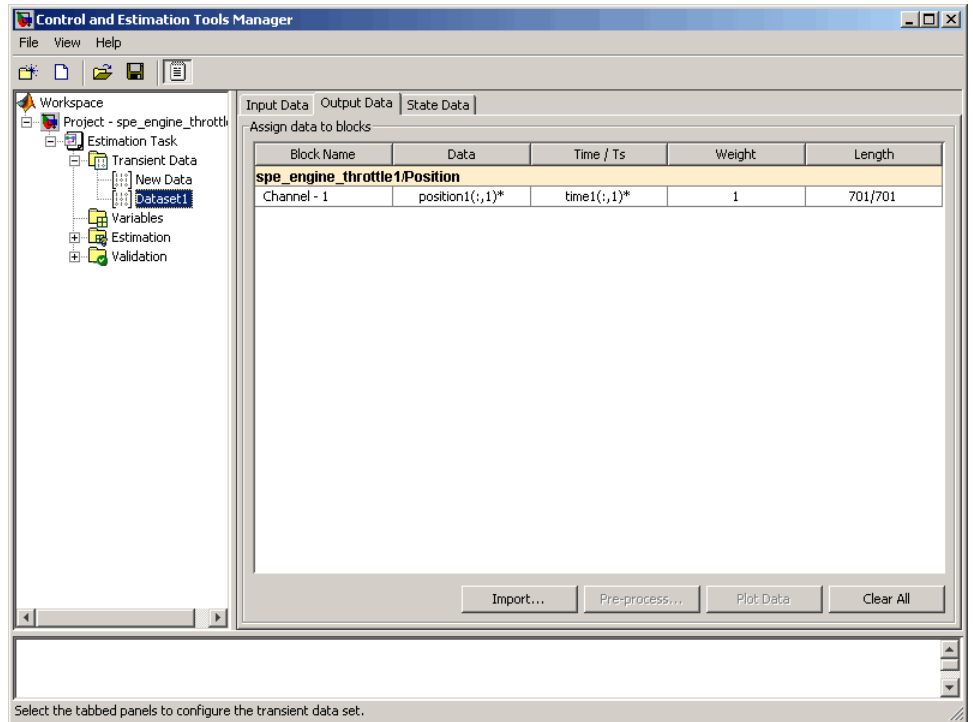 Control and Estimation Tools Manager
File View Help
Workspace
Project - spe_engine_throttl
Estimation Task
Transient Data
New Data
Dataset1
Variables
Estimation
Validation
Input Data Output Data State Data
Assign data to blocks
Block Name Data Time / Ts Weight Length
spe_engine_throttle1/Position
Channel - 1 position1(:,1)* time1(:,1)* 1 701/701
Import... Pre-process... Plot Data Clear All
Select the tabbed panels to configure the transient data set.